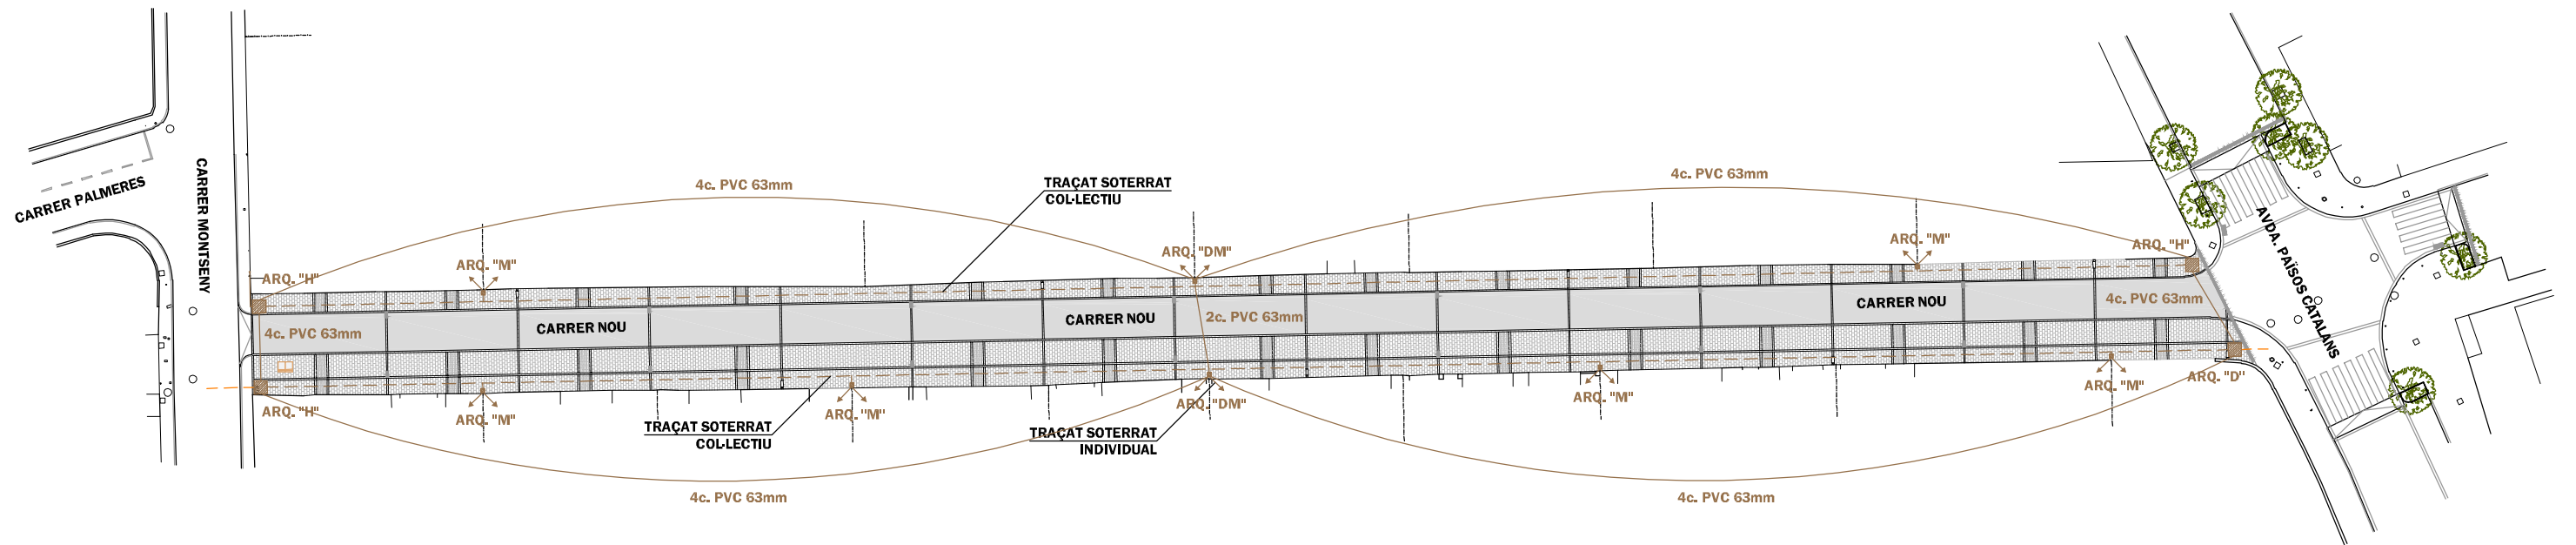 4c. PVC 63mm
4c. PVC 63mm
TRAÇAT SOTERRAT
COL·LECTIU
CARRER PALMERES
CARRER MONTSENY
AVDA. PAÏSOS CATALANS
ARQ. "H"
ARQ. "M"
ARQ. "DM"
ARQ. "M"
ARQ. "H"
4c. PVC 63mm
CARRER NOU
CARRER NOU
2c. PVC 63mm
CARRER NOU
4c. PVC 63mm
ARQ. "H"
ARQ. "M"
ARQ. "M"
ARQ. "DM"
ARQ. "M"
ARQ. "M"
ARQ. "D"
TRAÇAT SOTERRAT
COL·LECTIU
TRAÇAT SOTERRAT
INDIVIDUAL
4c. PVC 63mm
4c. PVC 63mm